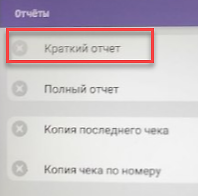 Отчёты
Краткий отчет
Полный отчет
Копия последнего чека
Копия чека по номеру